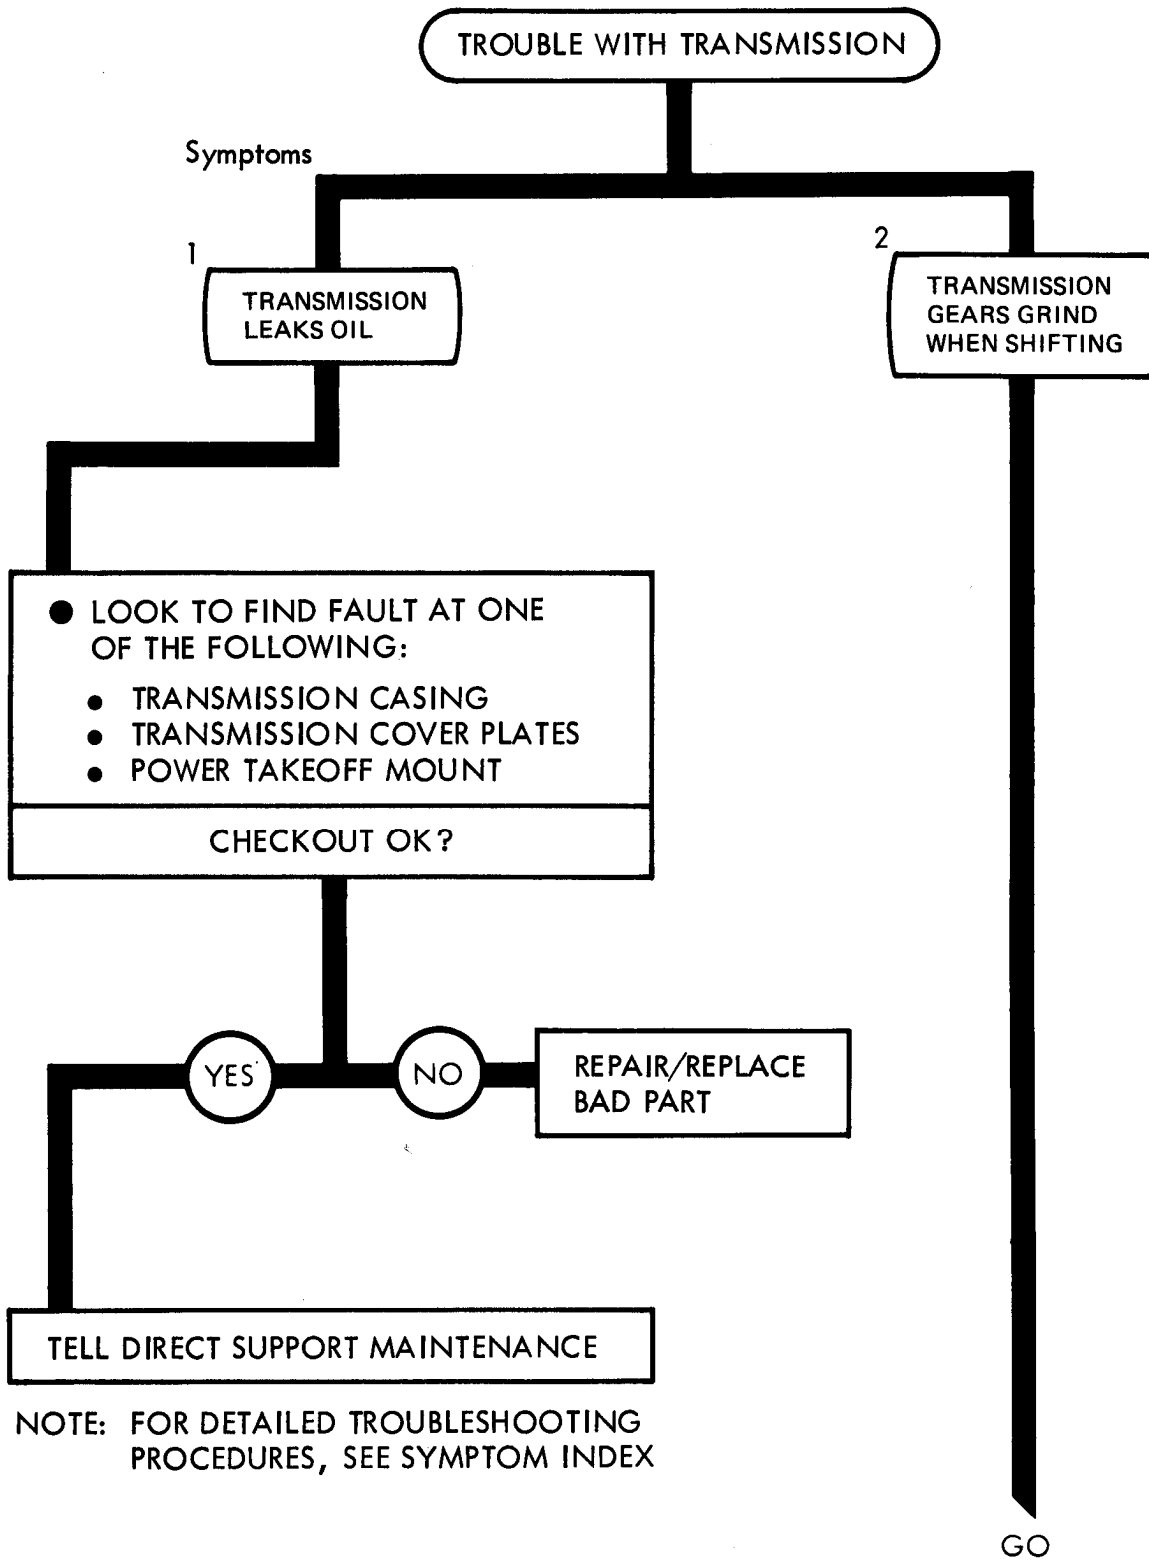 TROUBLE WITH TRANSMISSION
Symptoms
1
TRANSMISSION
LEAKS OIL
2
TRANSMISSION
GEARS GRIND
WHEN SHIFTING
● LOOK TO FIND FAULT AT ONE
OF THE FOLLOWING:
● TRANSMISSION CASING
● TRANSMISSION COVER PLATES
● POWER TAKEOFF MOUNT
CHECKOUT OK?
YES
NO
REPAIR/REPLACE
BAD PART
TELL DIRECT SUPPORT MAINTENANCE
NOTE: FOR DETAILED TROUBLESHOOTING
PROCEDURES, SEE SYMPTOM INDEX
GO